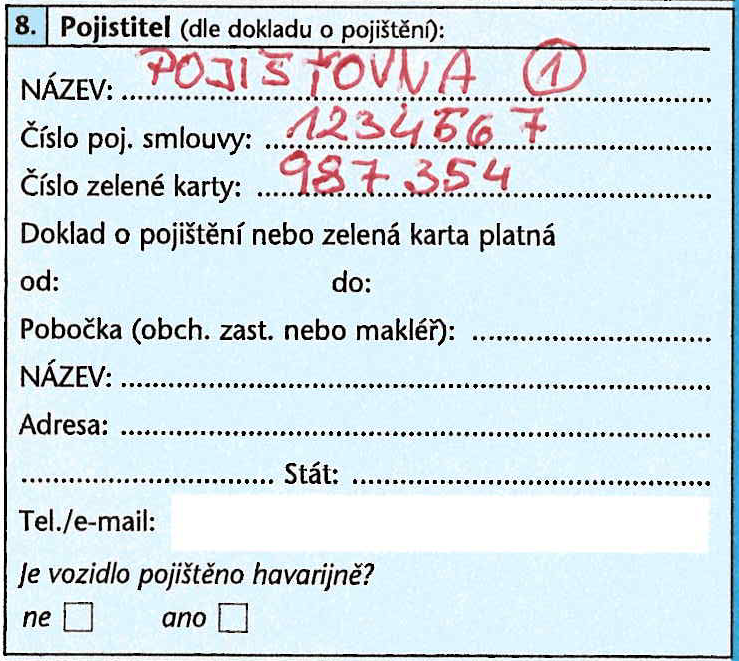 8. Pojistitel (dle dokladu o pojištění):
NÁZEV: POJIŠŤOVNA 1
Číslo poj. smlouvy: 1234567
Číslo zelené karty: 987 354
Doklad o pojištění nebo zelená karta platná
od: do:
Pobočka (obch. zast. nebo makléř):
NÁZEV:
Adresa:
Stát:
Tel./e-mail:
Je vozidlo pojištěno havarijně?
ne ano